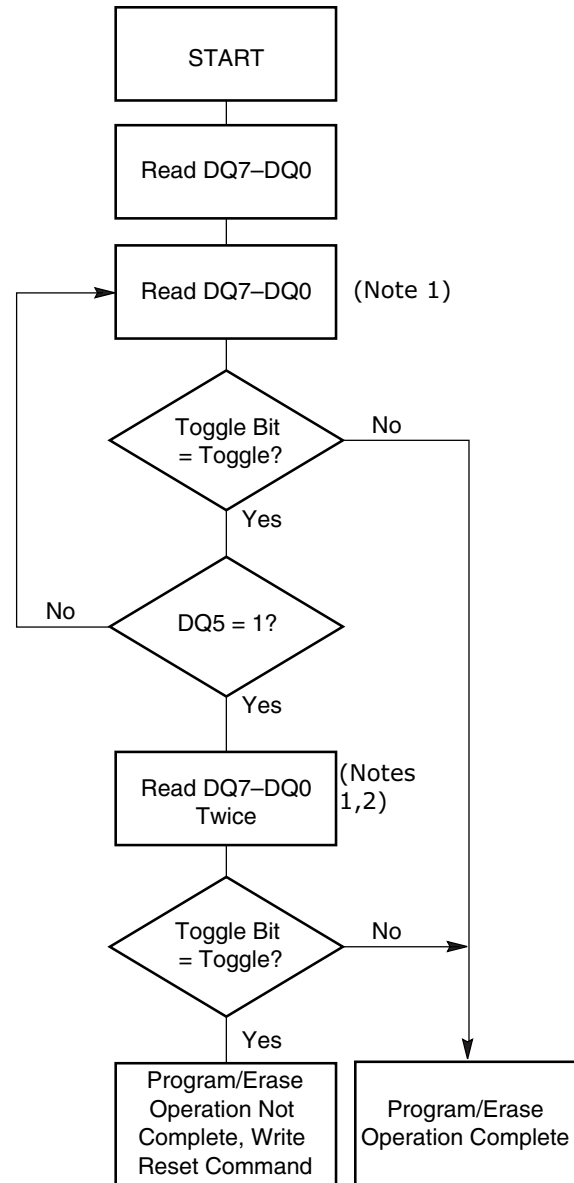 START
Read DQ7–DQ0
Read DQ7–DQ0
(Note 1)
Toggle Bit
= Toggle?
No
Yes
No
DQ5 = 1?
Yes
Read DQ7–DQ0
Twice
(Notes
1,2)
Toggle Bit
= Toggle?
No
Yes
Program/Erase
Operation Not
Complete, Write
Reset Command
Program/Erase
Operation Complete